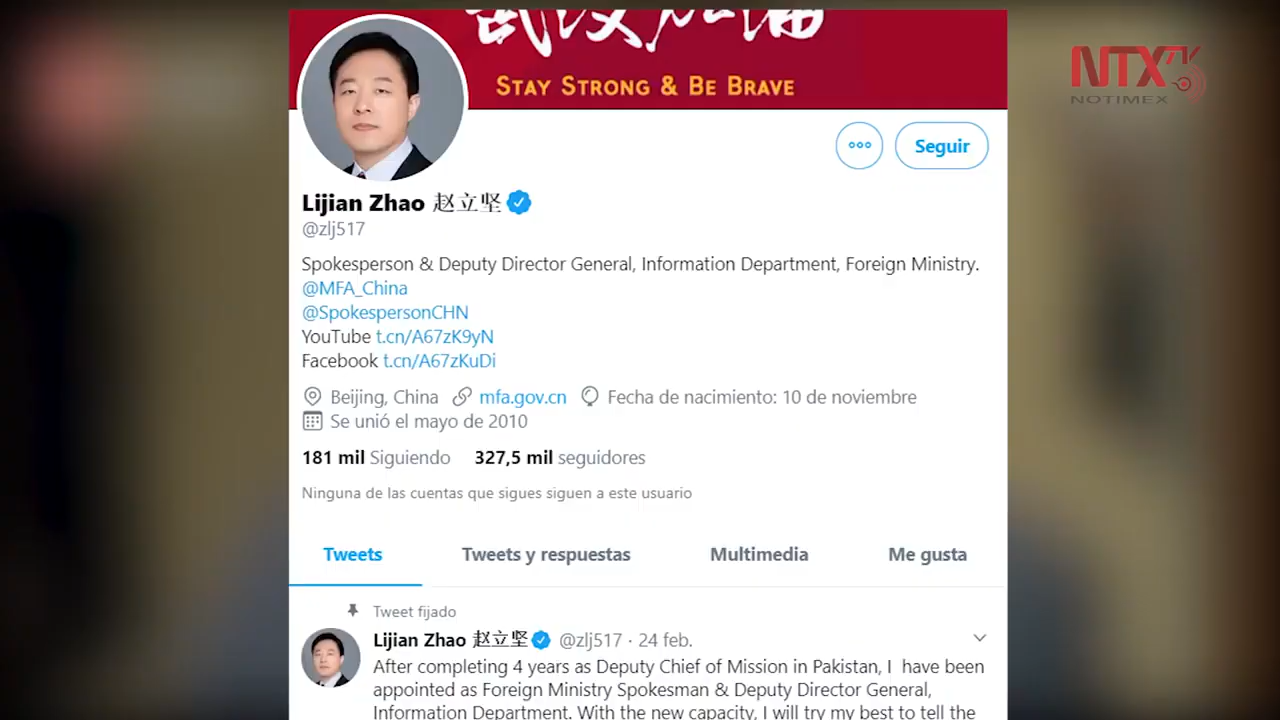 STAY STRONG & BE BRAVE
NTX
NOTIMEX
Seguir
Lijian Zhao 赵立坚
@zlj517
Spokesperson & Deputy Director General, Information Department, Foreign Ministry.
@MFA_China
@SpokespersonCHN
YouTube t.cn/A67zK9yN
Facebook t.cn/A67zKuDi
Beijing, China mfa.gov.cn Fecha de nacimiento: 10 de noviembre
Se unió el mayo de 2010
181 mil Siguiendo 327,5 mil seguidores
Ninguna de las cuentas que sigues siguen a este usuario
Tweets Tweets y respuestas Multimedia Me gusta
Tweet fijado
Lijian Zhao 赵立坚 @zlj517 · 24 feb.
After completing 4 years as Deputy Chief of Mission in Pakistan, I have been
appointed as Foreign Ministry Spokesman & Deputy Director General,
Information Department. With the new capacity, I will try my best to tell the